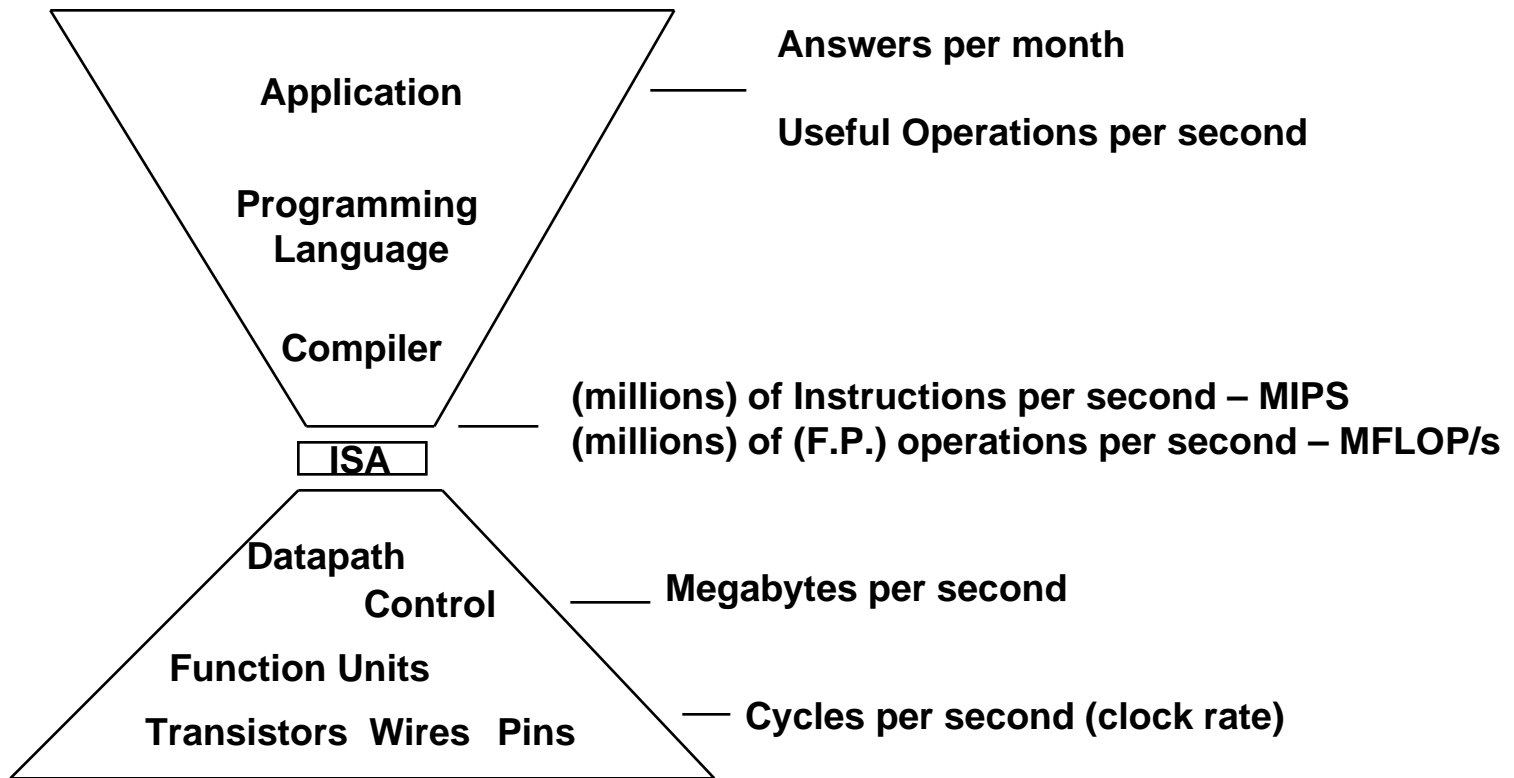 Answers per month
Application
Useful Operations per second
Programming
Language
Compiler
(millions) of Instructions per second – MIPS
(millions) of (F.P.) operations per second – MFLOP/s
ISA
Datapath
Control
Megabytes per second
Function Units
Transistors Wires Pins
Cycles per second (clock rate)